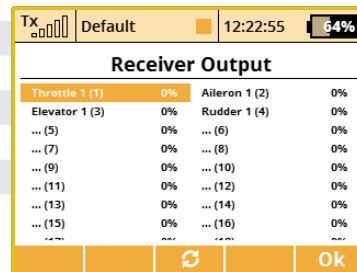 Tx Default 12:22:55 64%
Receiver Output
Throttle 1 (1) 0% Aileron 1 (2) 0%
Elevator 1 (3) 0% Rudder 1 (4) 0%
... (5) 0% ... (6) 0%
... (7) 0% ... (8) 0%
... (9) 0% ... (10) 0%
... (11) 0% ... (12) 0%
... (13) 0% ... (14) 0%
... (15) 0% ... (16) 0%
Ok